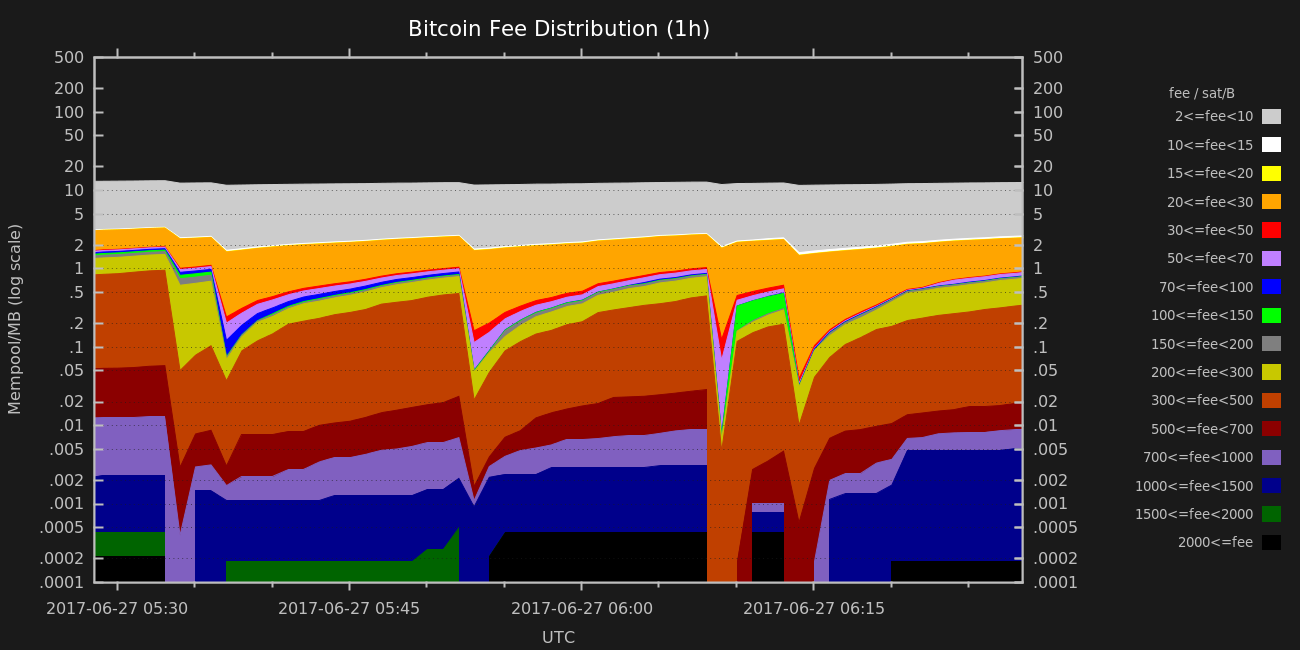 Bitcoin Fee Distribution (1h)
500
200
100
50
20
10
5
2
1
.5
.2
.1
.05
.02
.01
.005
.002
.001
.0005
.0002
.0001
Mempool/MB (log scale)
500
200
100
50
20
10
5
2
1
.5
.2
.1
.05
.02
.01
.005
.002
.001
.0005
.0002
.0001
2017-06-27 05:30
2017-06-27 05:45
2017-06-27 06:00
2017-06-27 06:15
UTC
fee / sat/B
2<=fee<10
10<=fee<15
15<=fee<20
20<=fee<30
30<=fee<50
50<=fee<70
70<=fee<100
100<=fee<150
150<=fee<200
200<=fee<300
300<=fee<500
500<=fee<700
700<=fee<1000
1000<=fee<1500
1500<=fee<2000
2000<=fee